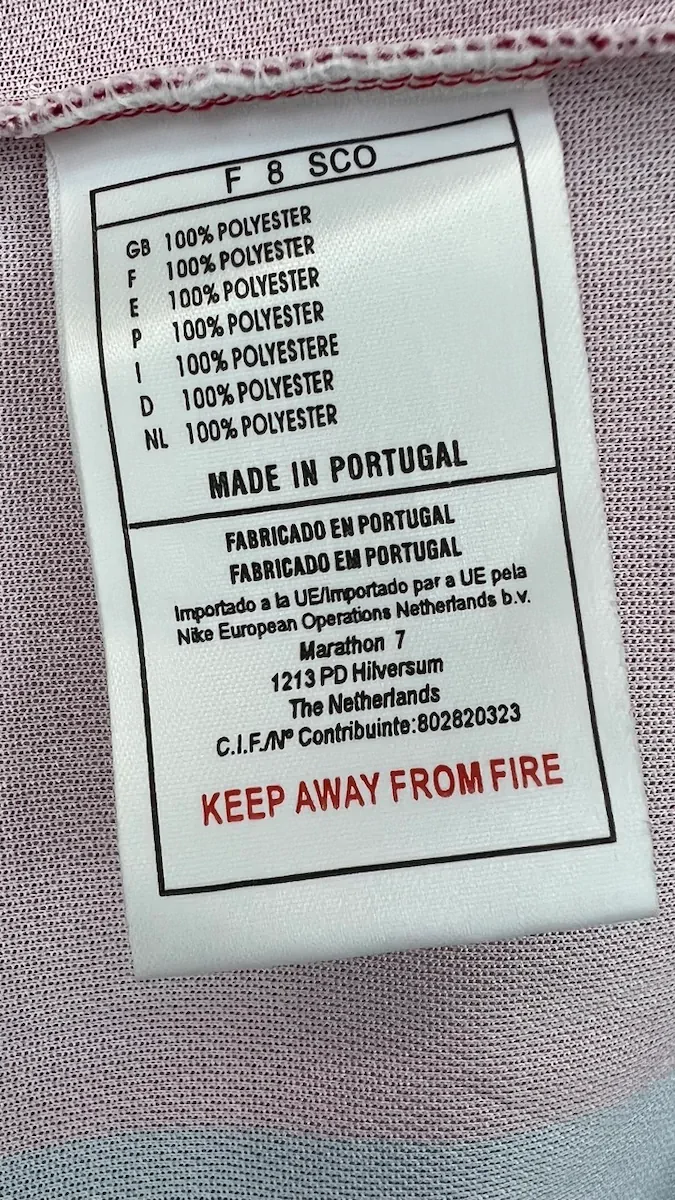 F 8 SCO
GB 100% POLYESTER
F 100% POLYESTER
E 100% POLYESTER
P 100% POLYESTER
I 100% POLYESTERE
D 100% POLYESTER
NL 100% POLYESTER
MADE IN PORTUGAL
FABRICADO EN PORTUGAL
FABRICADO EM PORTUGAL
Importado a la UE/Importado par a UE pela
Nike European Operations Netherlands b.v.
Marathon 7
1213 PD Hilversum
The Netherlands
C.I.F./Nº Contribuinte:802820323
KEEP AWAY FROM FIRE